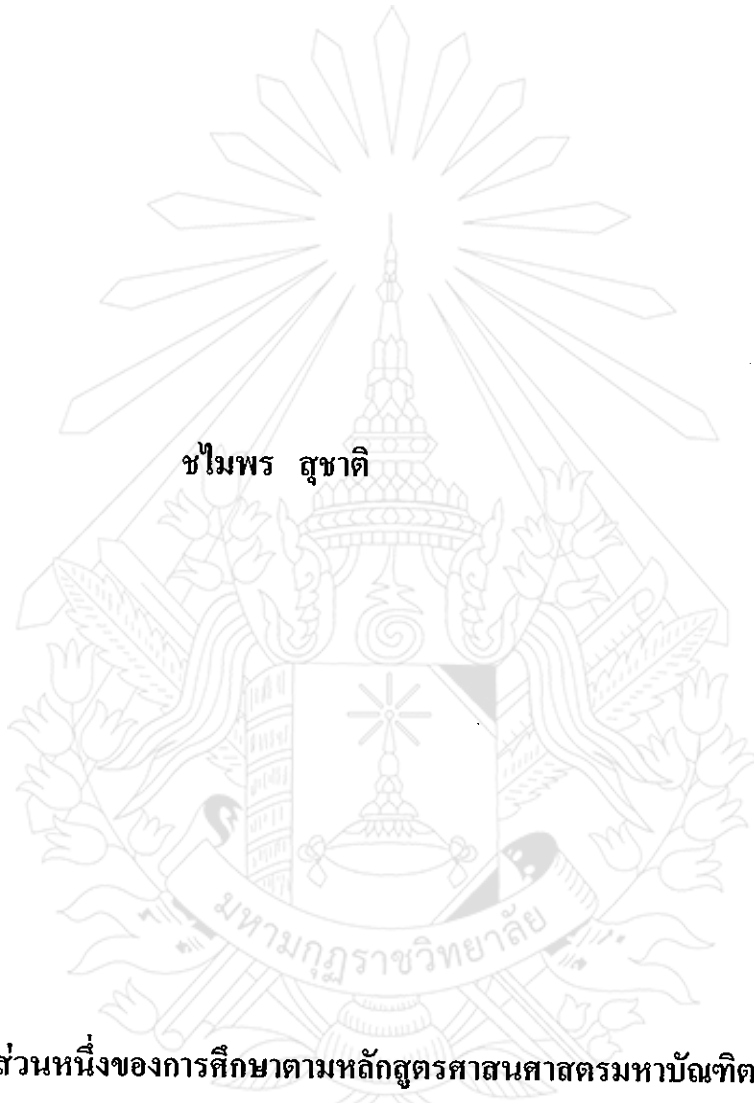 ชไมพร สุชาติ
มหามกุฏราชวิทยาลัย
ส่วนหนึ่งของการศึกษาตามหลักสูตรศาสนศาสตรมหาบัณฑิต